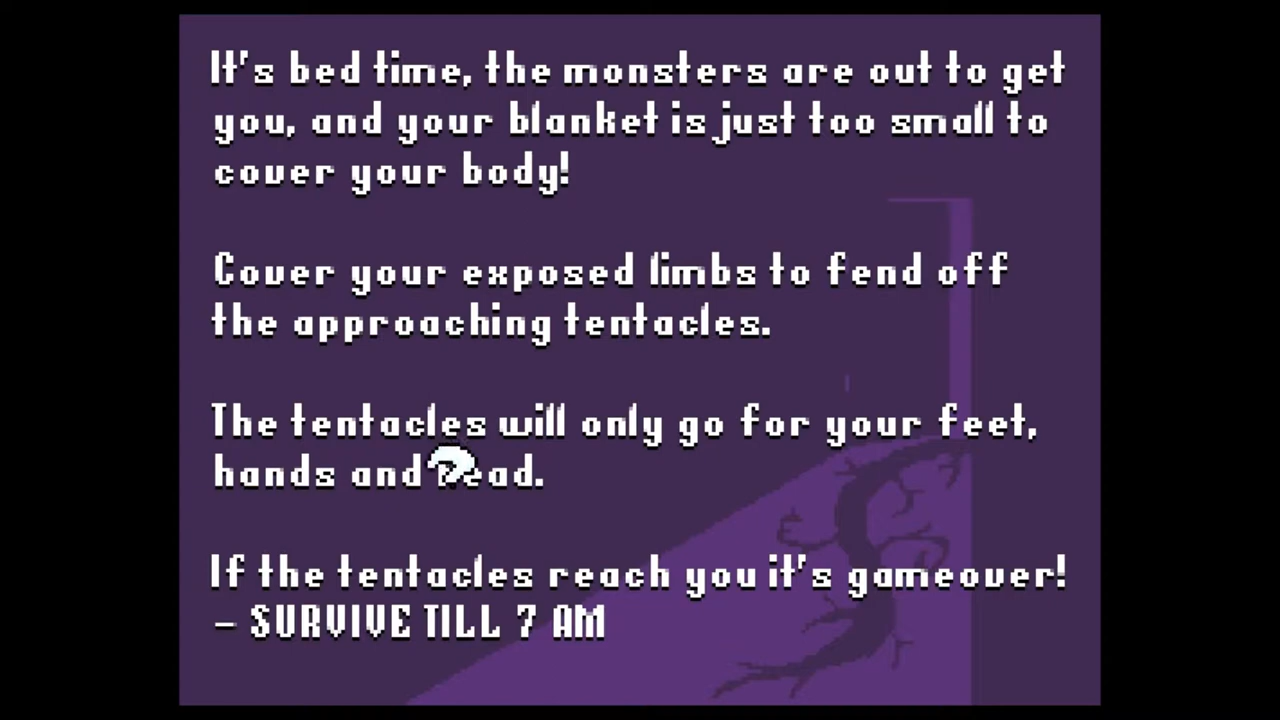 It's bed time, the monsters are out to get
you, and your blanket is just too small to
cover your body!
Cover your exposed limbs to fend off
the approaching tentacles.
The tentacles will only go for your feet,
hands and head.
If the tentacles reach you it's gameover!
- SURVIVE TILL 7 AM